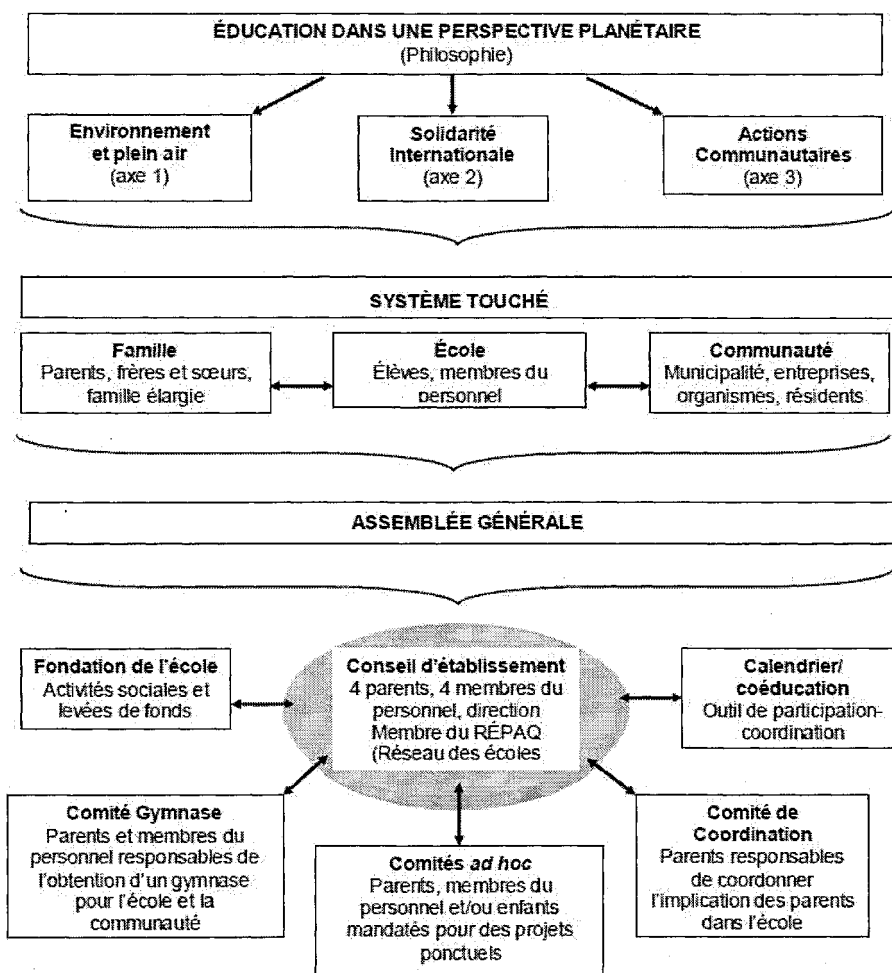 ÉDUCATION DANS UNE PERSPECTIVE PLANÉTAIRE
(Philosophie)
Environnement
et plein air
(axe 1)
Solidarité
Internationale
(axe 2)
Actions
Communautaires
(axe 3)
SYSTÈME TOUCHÉ
Famille
Parents, frères et sœurs,
famille élargie
École
Élèves, membres du
personnel
Communauté
Municipalité, entreprises,
organismes, résidents
ASSEMBLÉE GÉNÉRALE
Fondation de l'école
Activités sociales et
levées de fonds
Conseil d'établissement
4 parents, 4 membres du
personnel, direction
Membre du RÉPAQ
(Réseau des écoles
Calendrier/
coéducation
Outil de participation-
coordination
Comité Gymnase
Parents et membres du
personnel responsables de
l'obtention d'un gymnase
pour l'école et la
communauté
Comités ad hoc
Parents, membres du
personnel et/ou enfants
mandatés pour des projets
ponctuels
Comité de
Coordination
Parents responsables
de coordonner
l'implication des parents
dans l'école